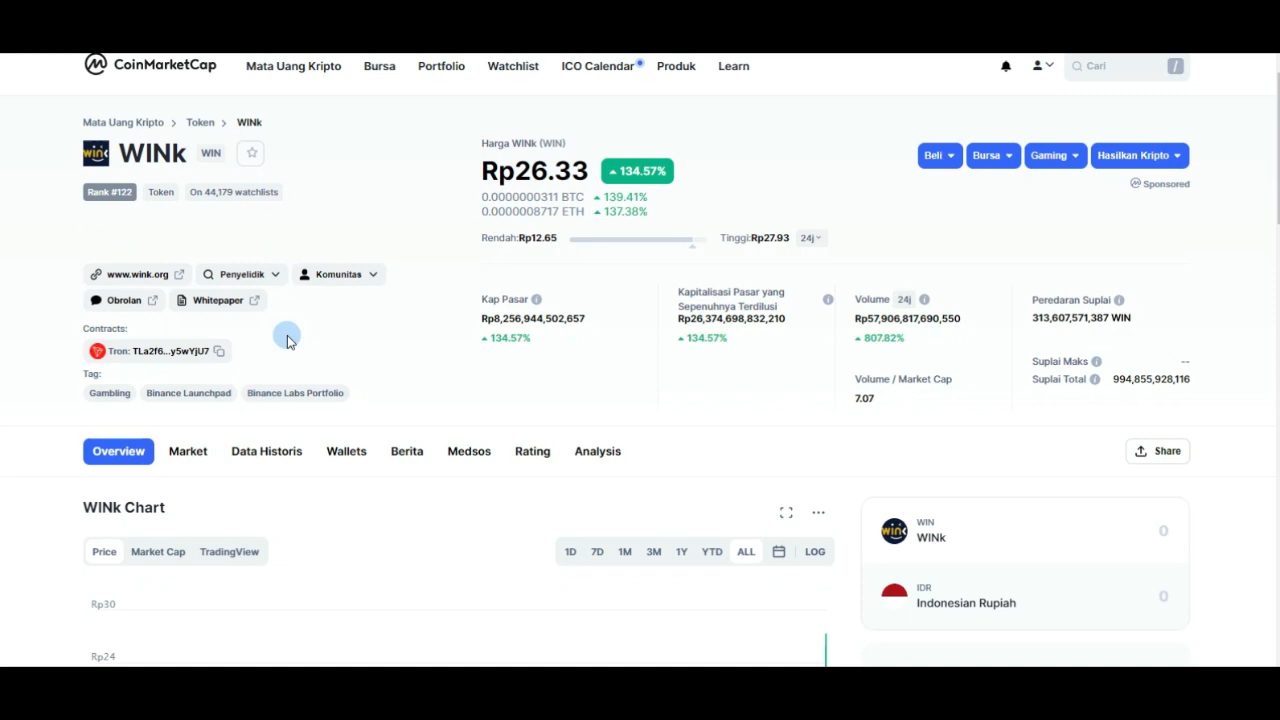 CoinMarketCap Mata Uang Kripto Bursa Portfolio Watchlist ICO Calendar Produk Learn Cari /
Mata Uang Kripto > Token > WINk
WINk WIN
Rank #122 Token On 44,179 watchlists
Harga WINk (WIN)
Rp26.33 134.57%
0.0000000311 BTC 139.41%
0.0000008717 ETH 137.38%
Rendah:Rp12.65 Tinggi:Rp27.93 24j
Beli Bursa Gaming Hasilkan Kripto
Sponsored
www.wink.org Penyelidik Komunitas
Obrolan Whitepaper
Contracts:
Tron: TLa2f6...y5wYjU7
Tag:
Gambling Binance Launchpad Binance Labs Portfolio
Kap Pasar
Rp8,256,944,502,657
134.57%
Kapitalisasi Pasar yang
Sepenuhnya Terdilusi
Rp26,374,698,832,210
134.57%
Volume 24j
Rp57,906,817,690,550
807.82%
Volume / Market Cap
7.07
Peredaran Suplai
313,607,571,387 WIN
Suplai Maks --
Suplai Total 994,855,928,116
Overview Market Data Historis Wallets Berita Medsos Rating Analysis Share
WINk Chart
Price Market Cap TradingView 1D 7D 1M 3M 1Y YTD ALL LOG
Rp30
Rp24
wink WIN
WINk 0
IDR
Indonesian Rupiah 0